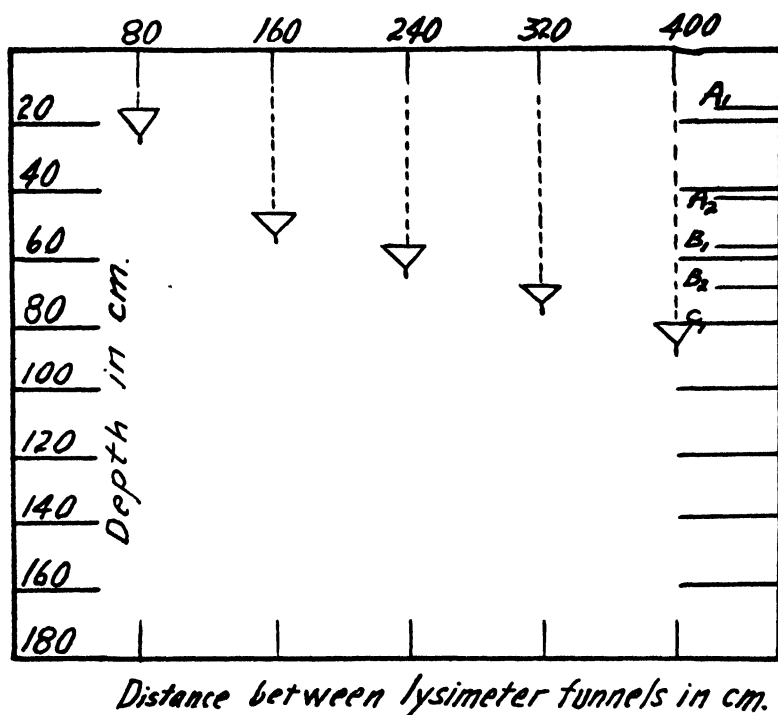 80 160 240 320 400
A₁
20
40
A₂
B₁
60
B₂
80
C₁
100
120
140
160
180
Depth in cm.
Distance between lysimeter funnels in cm.